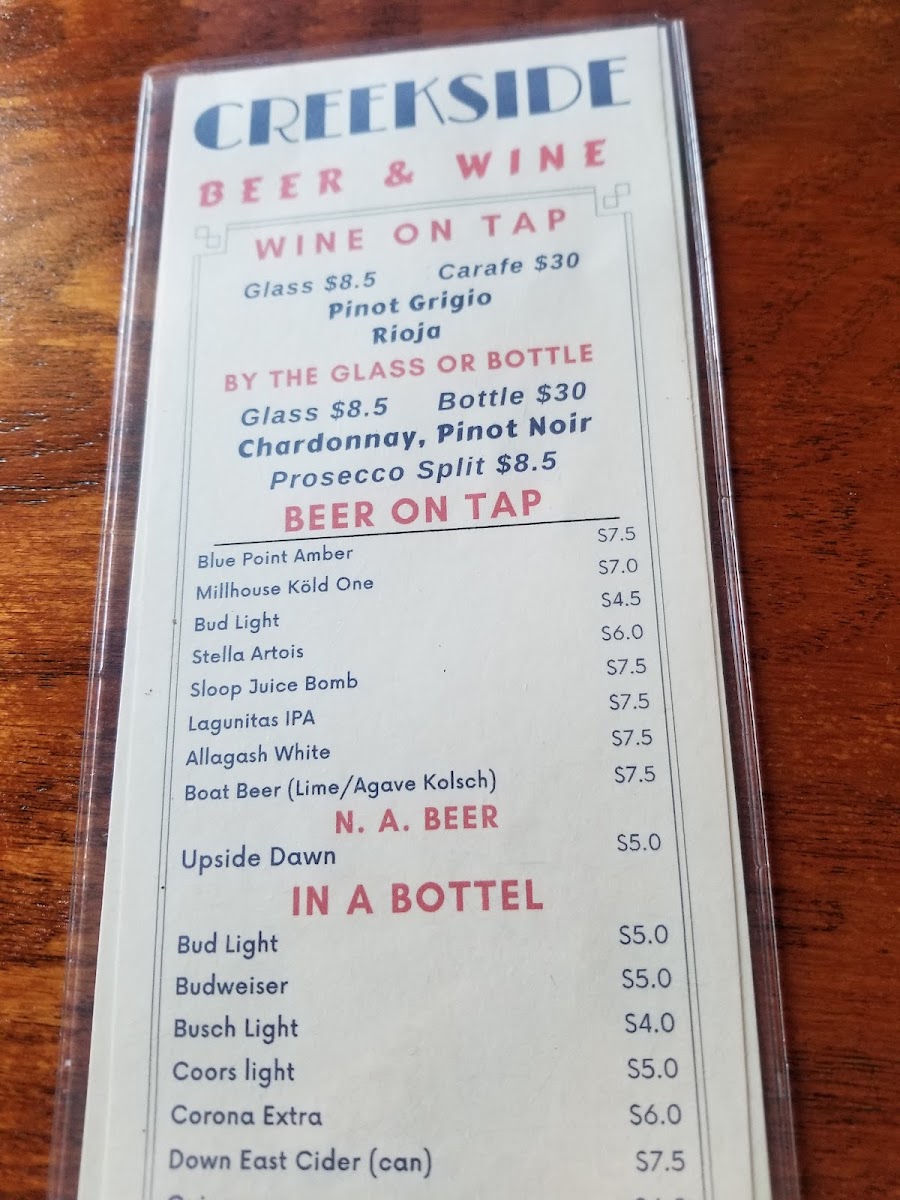 CREEKSIDE
BEER & WINE
WINE ON TAP
Glass $8.5 Carafe $30
Pinot Grigio
Rioja
BY THE GLASS OR BOTTLE
Glass $8.5 Bottle $30
Chardonnay, Pinot Noir
Prosecco Split $8.5
BEER ON TAP
Blue Point Amber $7.5
Millhouse Köld One $7.0
Bud Light $4.5
Stella Artois $6.0
Sloop Juice Bomb $7.5
Lagunitas IPA $7.5
Allagash White $7.5
Boat Beer (Lime/Agave Kolsch) $7.5
N. A. BEER
Upside Dawn $5.0
IN A BOTTEL
Bud Light $5.0
Budweiser $5.0
Busch Light $4.0
Coors light $5.0
Corona Extra $6.0
Down East Cider (can) $7.5